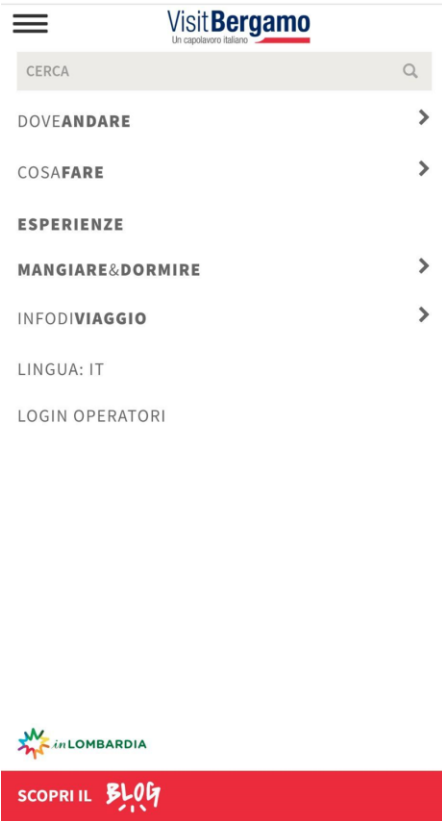 VisitBergamo
Un capolavoro italiano
CERCA
DOVEANDARE
COSAFARE
ESPERIENZE
MANGIARE&DORMIRE
INFODIVIAGGIO
LINGUA: IT
LOGIN OPERATORI
inLOMBARDIA
SCOPRI IL BLOG